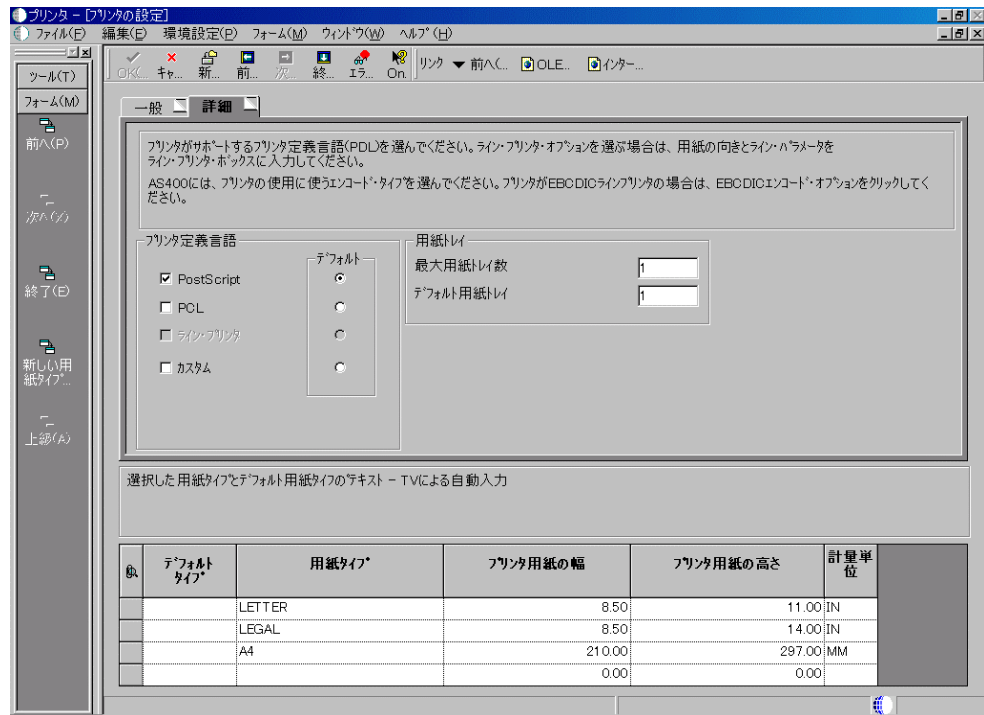 プリンタ - [プリンタの設定]
ファイル(F) 編集(E) 環境設定(P) フォーム(M) ウィンドウ(W) ヘルプ(H)
OK(... キャ... 新... 前... 次... 終... エラ... On. リンク ▼ 前へ(... OLE... インター...
ツール(T)
フォーム(M)
前へ(P)
次へ(X)
終了(E)
新しい用
紙タイプ...
上部(A)
一般 詳細
プリンタがサポートするプリンタ定義言語(PDL)を選んでください。ライン・プリンタ・オプションを選ぶ場合は、用紙の向きとライン・パラメータを
ライン・プリンタ・ボックスに入力してください。
AS400には、プリンタの使用に使うエンコード・タイプを選んでください。プリンタがEBCDICラインプリンタの場合は、EBCDICエンコード・オプションをクリックしてく
ださい。
プリンタ定義言語
デフォルト
PostScript
PCL
ライン・プリンタ
カスタム
用紙トレイ
最大用紙トレイ数 1
デフォルト用紙トレイ 1
選択した用紙タイプとデフォルト用紙タイプのテキスト - TVによる自動入力
デフォルト
タイプ 用紙タイプ プリンタ用紙の幅 プリンタ用紙の高さ 計量単
位
LETTER 8.50 11.00 IN
LEGAL 8.50 14.00 IN
A4 210.00 297.00 MM
0.00 0.00